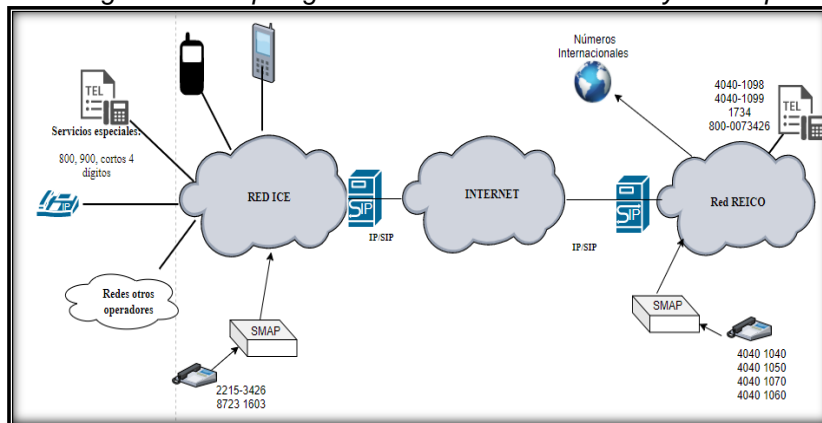 Números
Internacionales
4040-1098
4040-1099
1734
800-0073426
TEL
TEL
Servicios especiales:
800, 900, cortos 4
dígitos
IP
RED ICE
SIP
IP/SIP
INTERNET
SIP
IP/SIP
Red REICO
Redes otros
operadores
SMAP
SMAP
2215-3426
8723 1603
4040 1040
4040 1050
4040 1070
4040 1060